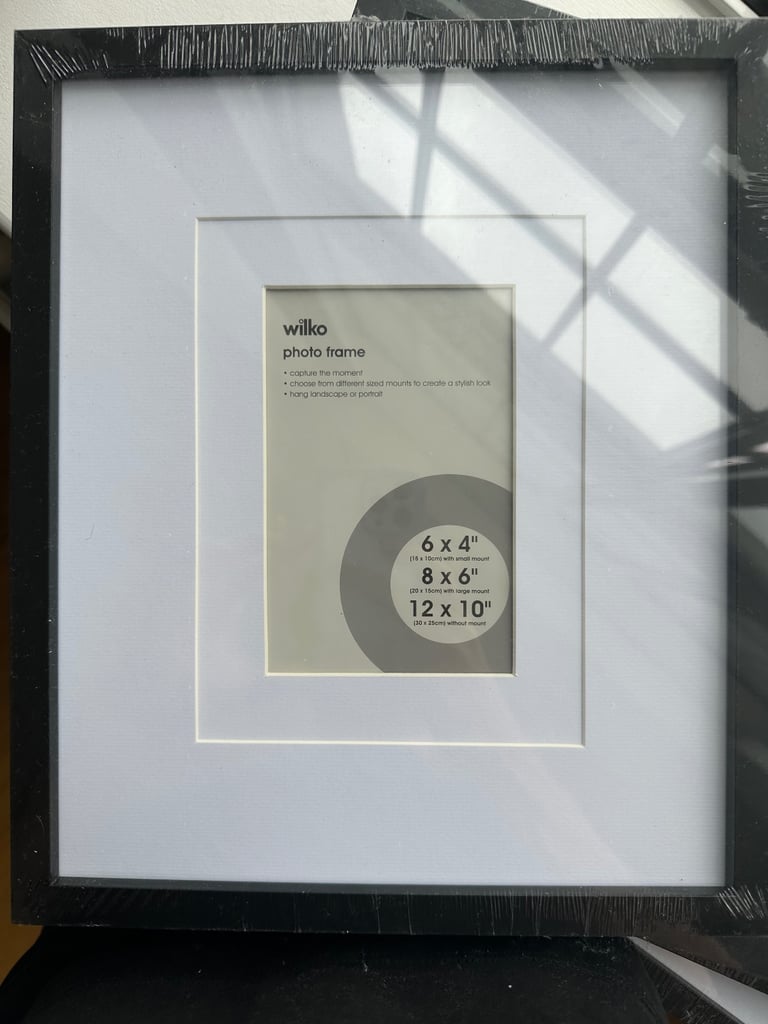 wilko
photo frame
• capture the moment
• choose from different sized mounts to create a stylish look
• hang landscape or portrait
6 x 4"
(15 x 10cm) with small mount
8 x 6"
(20 x 15cm) with large mount
12 x 10"
(30 x 25cm) without mount